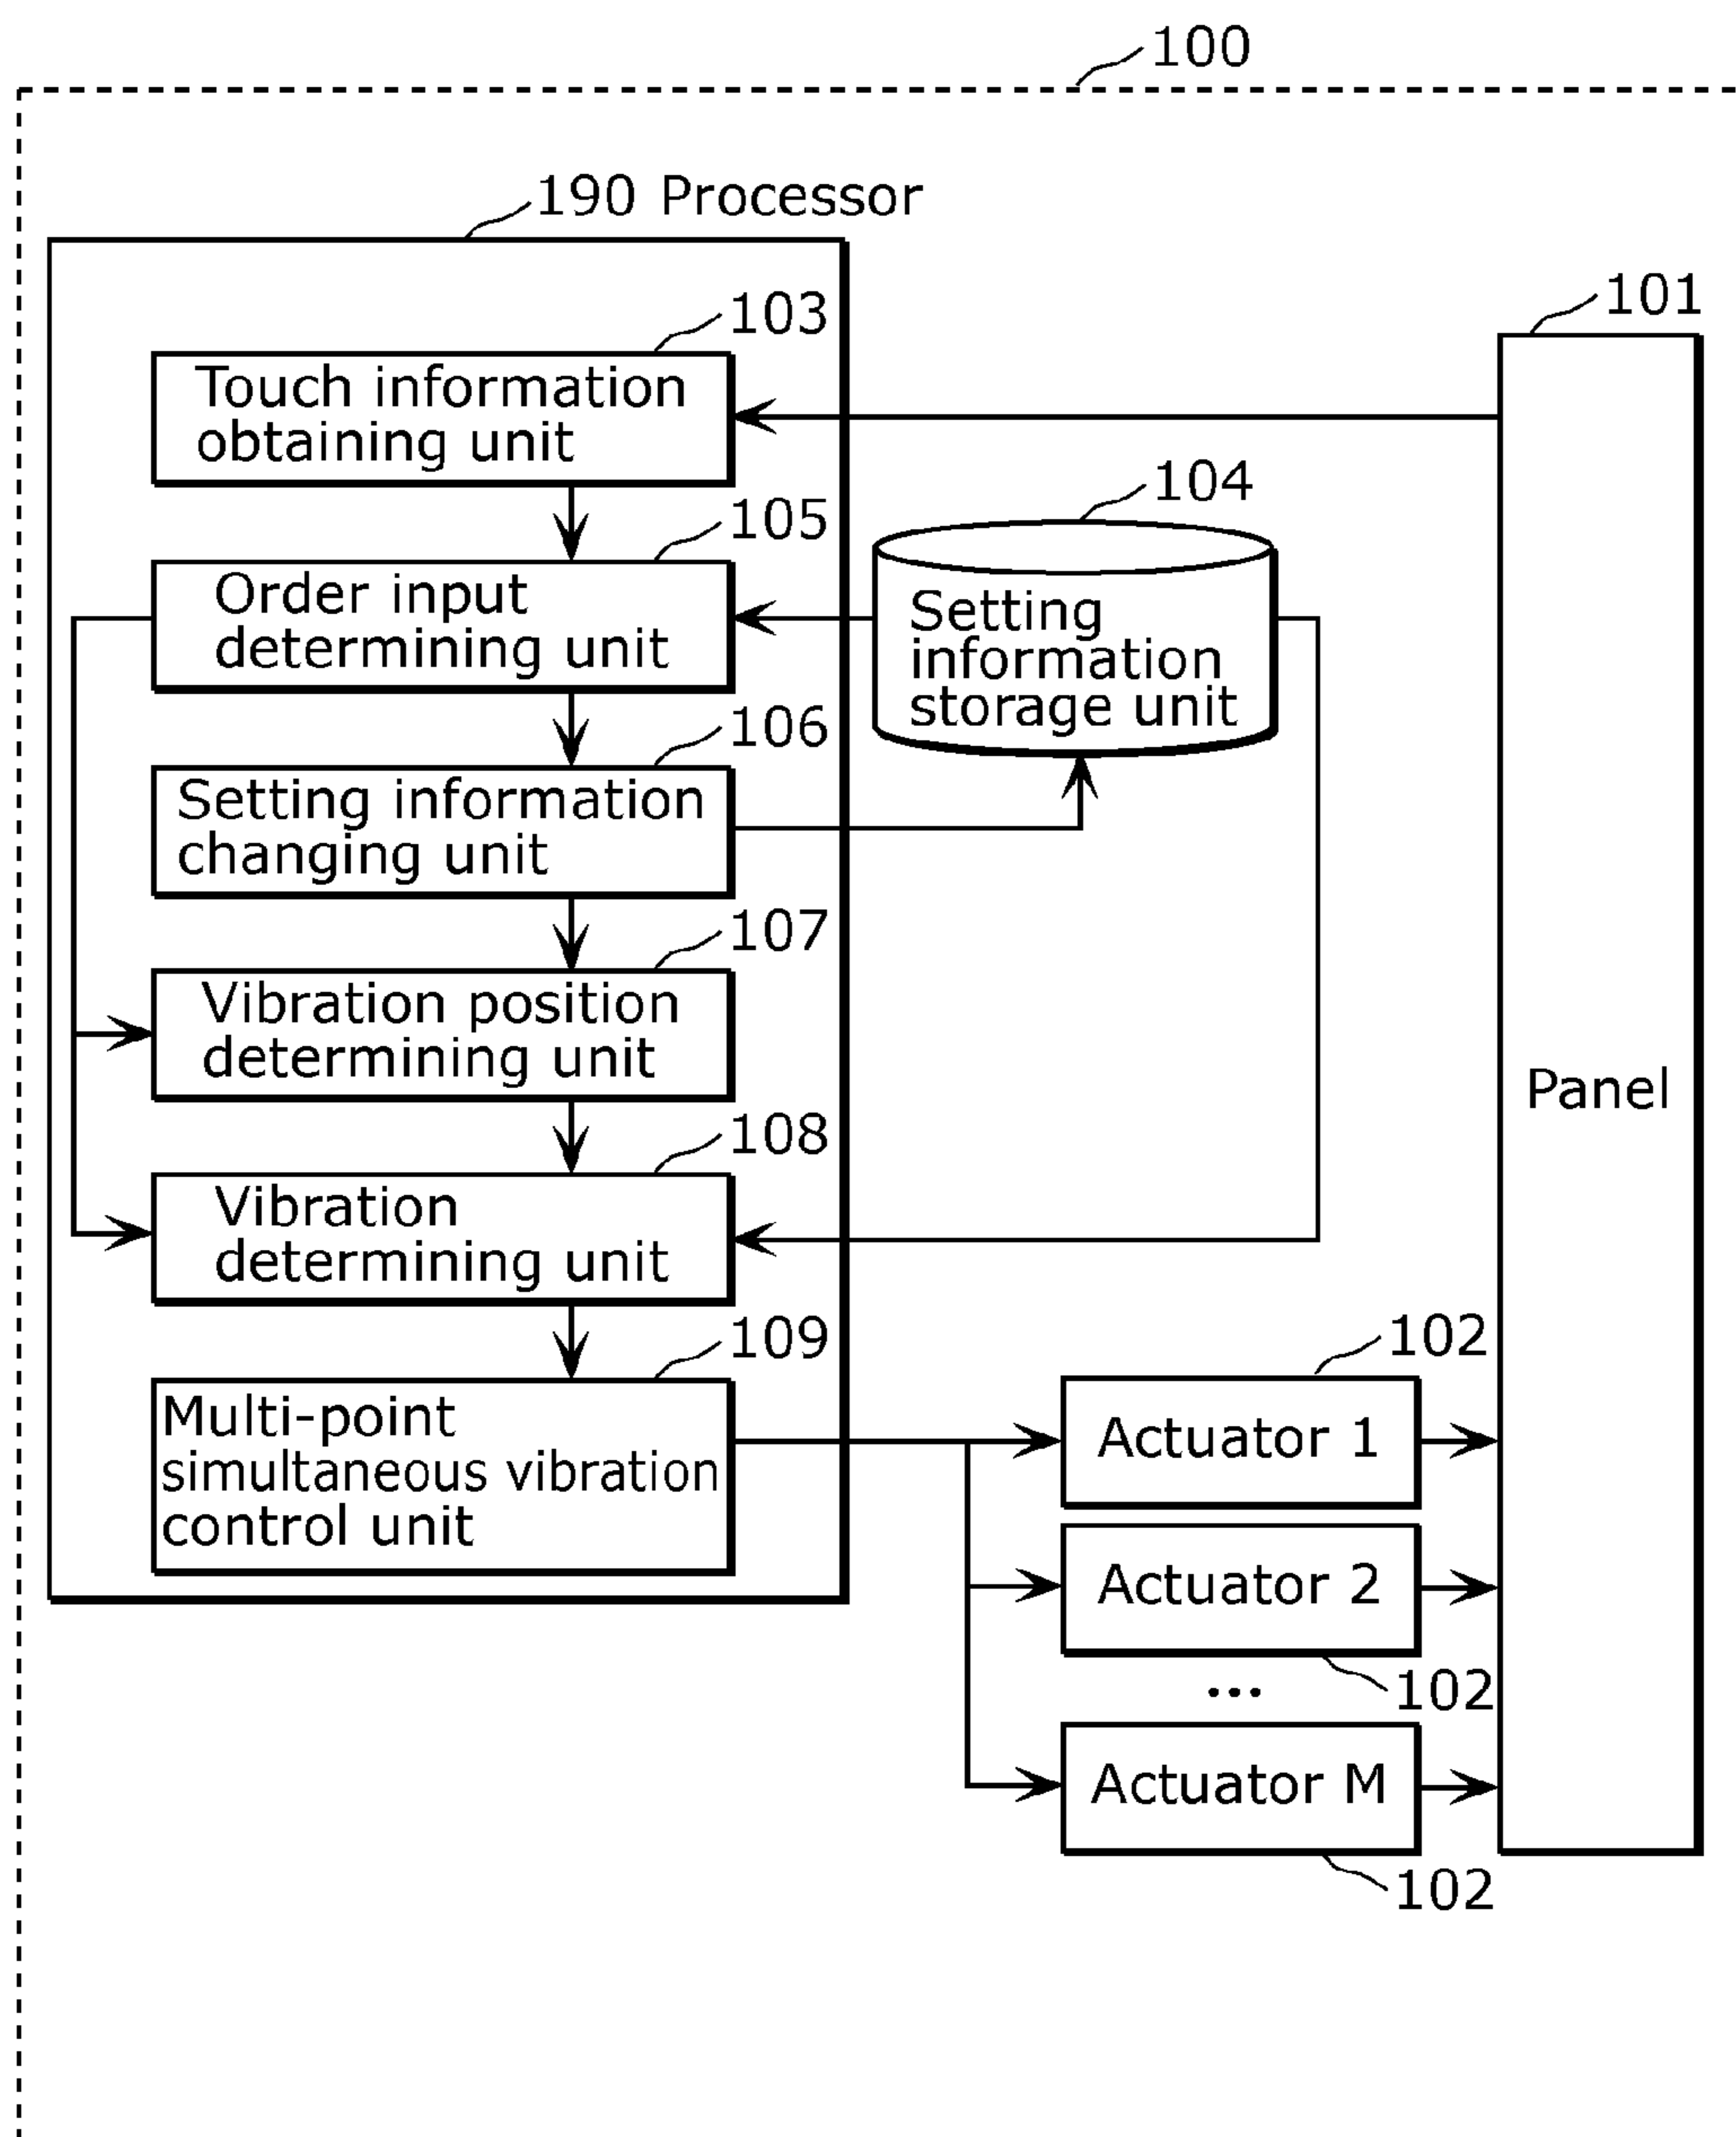 100
190 Processor
101
103
Touch information
obtaining unit
104
105
Order input
determining unit
Setting
information
storage unit
106
Setting information
changing unit
107
Vibration position
determining unit
Panel
108
Vibration
determining unit
109
102
Multi-point
simultaneous vibration
control unit
Actuator 1
Actuator 2
102
...
Actuator M
102